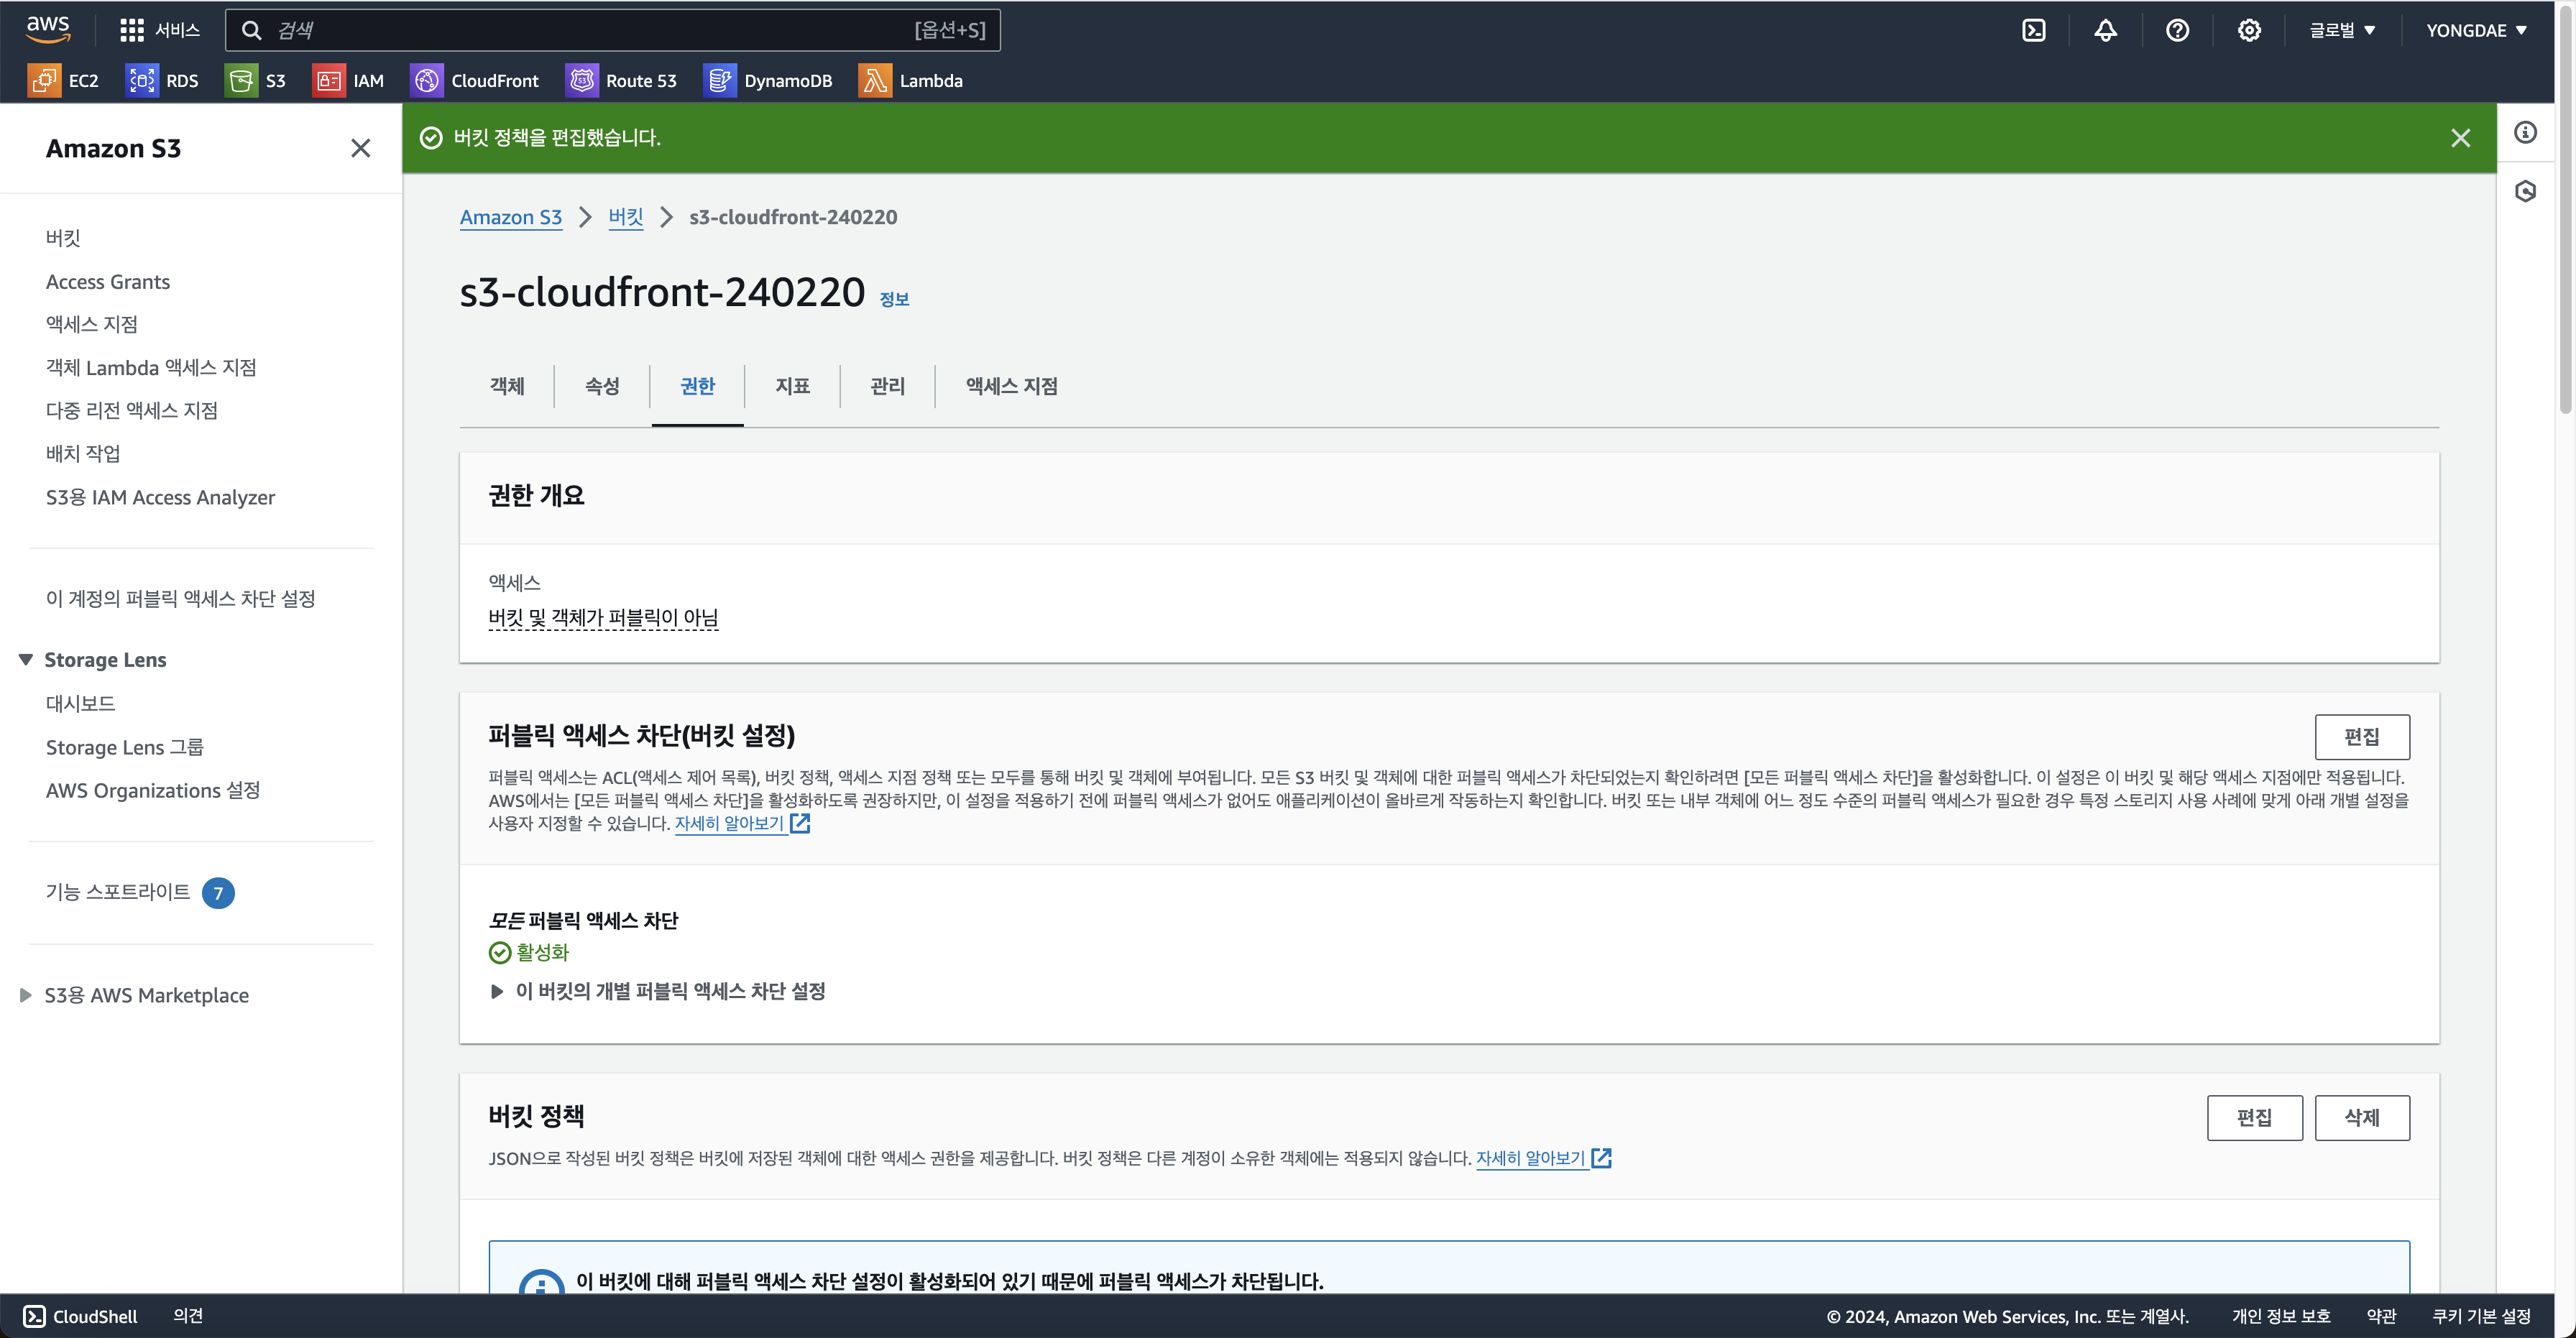 aws
서비스
검색
[옵션+S]
글로벌
YONGDAE
EC2
RDS
S3
IAM
CloudFront
Route 53
DynamoDB
Lambda
Amazon S3
버킷
Access Grants
액세스 지점
객체 Lambda 액세스 지점
다중 리전 액세스 지점
배치 작업
S3용 IAM Access Analyzer
이 계정의 퍼블릭 액세스 차단 설정
Storage Lens
대시보드
Storage Lens 그룹
AWS Organizations 설정
기능 스포트라이트 7
S3용 AWS Marketplace
버킷 정책을 편집했습니다.
Amazon S3 > 버킷 > s3-cloudfront-240220
s3-cloudfront-240220 정보
객체
속성
권한
지표
관리
액세스 지점
권한 개요
액세스
버킷 및 객체가 퍼블릭이 아님
퍼블릭 액세스 차단(버킷 설정)
편집
퍼블릭 액세스는 ACL(액세스 제어 목록), 버킷 정책, 액세스 지점 정책 또는 모두를 통해 버킷 및 객체에 부여됩니다. 모든 S3 버킷 및 객체에 대한 퍼블릭 액세스가 차단되었는지 확인하려면 [모든 퍼블릭 액세스 차단]을 활성화합니다. 이 설정은 이 버킷 및 해당 액세스 지점에만 적용됩니다.
AWS에서는 [모든 퍼블릭 액세스 차단]을 활성화하도록 권장하지만, 이 설정을 적용하기 전에 퍼블릭 액세스가 없어도 애플리케이션이 올바르게 작동하는지 확인합니다. 버킷 또는 내부 객체에 어느 정도 수준의 퍼블릭 액세스가 필요한 경우 특정 스토리지 사용 사례에 맞게 아래 개별 설정을
사용자 지정할 수 있습니다. 자세히 알아보기
모든 퍼블릭 액세스 차단
활성화
이 버킷의 개별 퍼블릭 액세스 차단 설정
버킷 정책
편집
삭제
JSON으로 작성된 버킷 정책은 버킷에 저장된 객체에 대한 액세스 권한을 제공합니다. 버킷 정책은 다른 계정이 소유한 객체에는 적용되지 않습니다. 자세히 알아보기
이 버킷에 대해 퍼블릭 액세스 차단 설정이 활성화되어 있기 때문에 퍼블릭 액세스가 차단됩니다.
CloudShell
의견
© 2024, Amazon Web Services, Inc. 또는 계열사.
개인 정보 보호
약관
쿠키 기본 설정